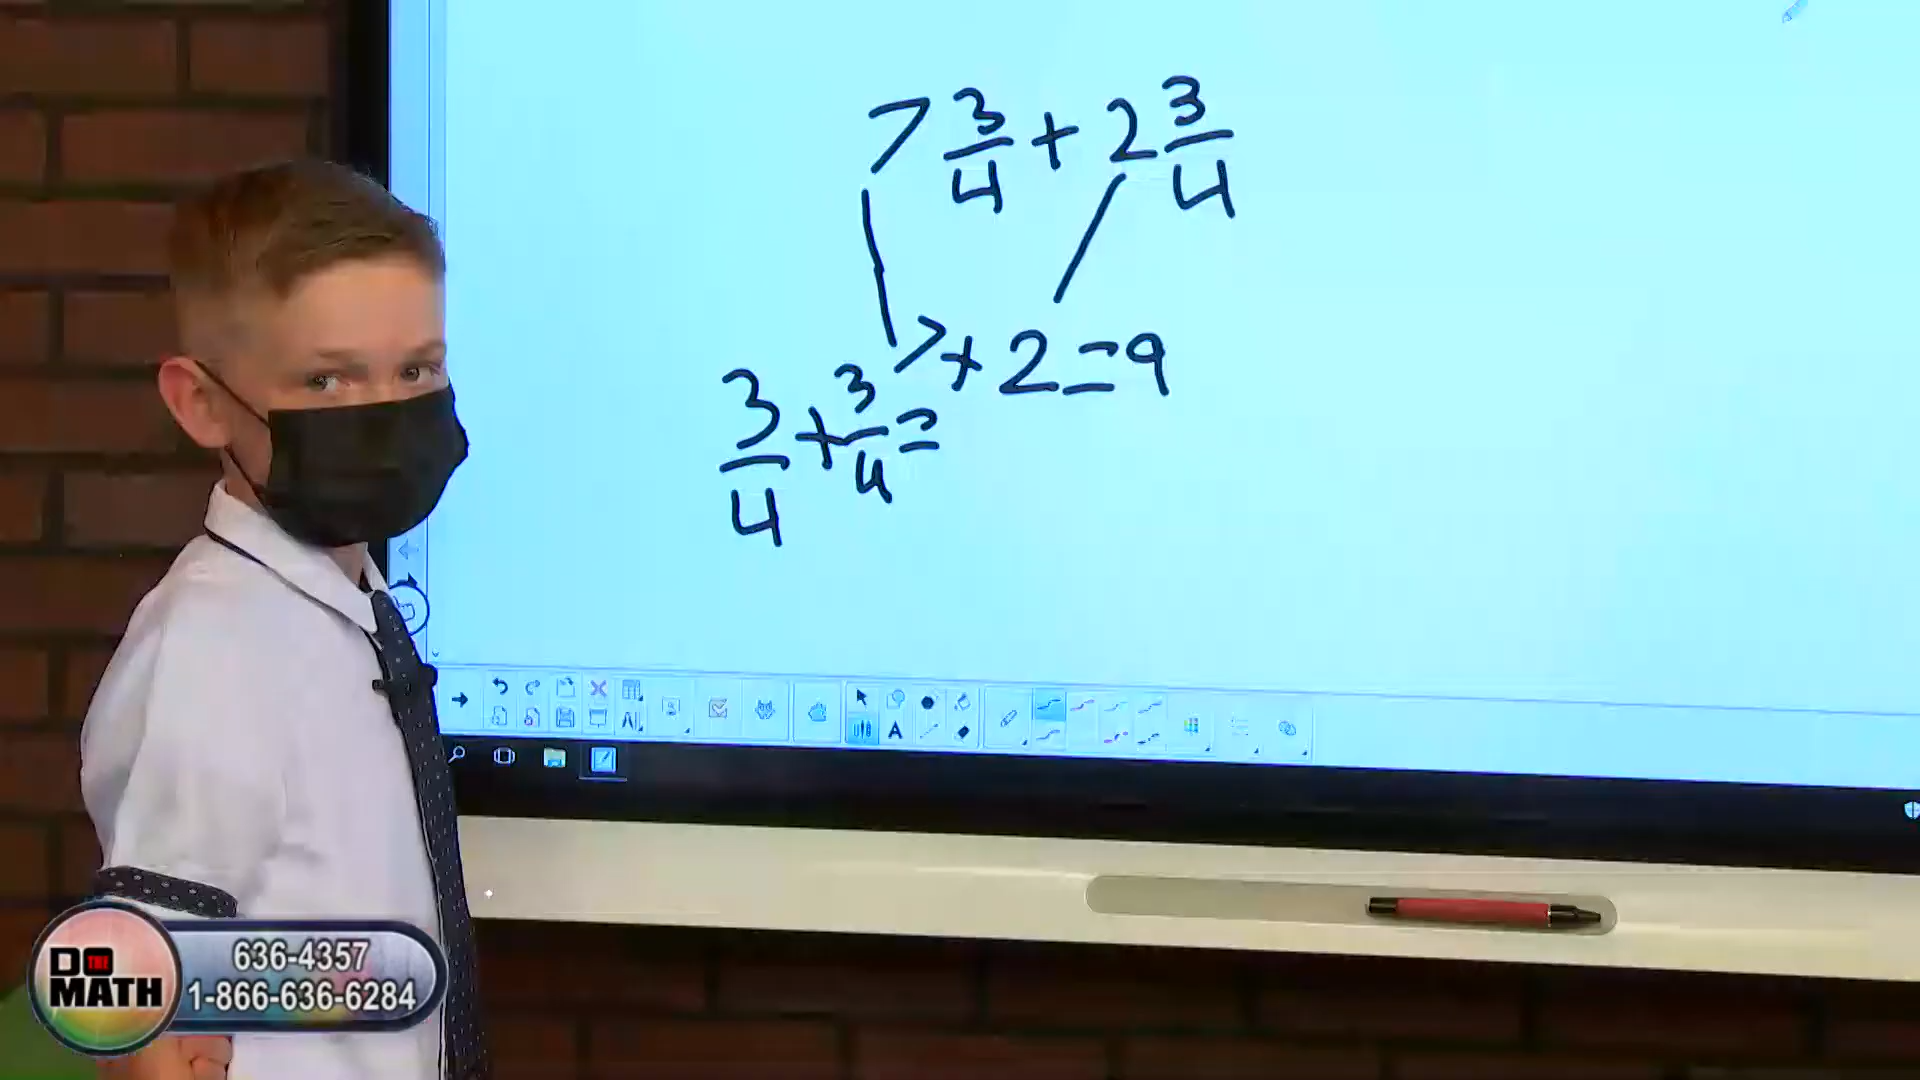 7 3/4 + 2 3/4
7 + 2 = 9
3/4 + 3/4 =
A
DO THE MATH
636-4357
1-866-636-6284